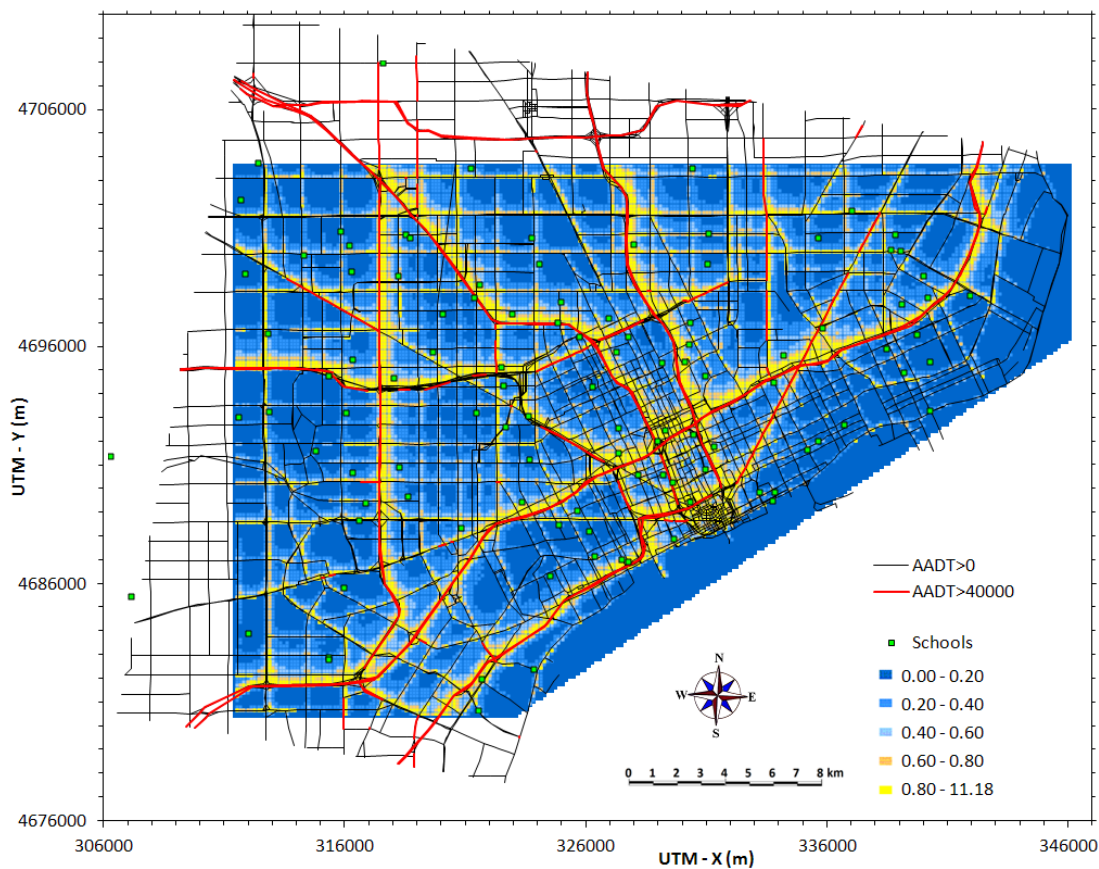 4706000
4696000
4686000
4676000
UTM - Y (m)
306000 316000 326000 336000 346000
UTM - X (m)
AADT>0
AADT>40000
Schools
0.00 - 0.20
0.20 - 0.40
0.40 - 0.60
0.60 - 0.80
0.80 - 11.18
N
W E
S
0 1 2 3 4 5 6 7 8 km